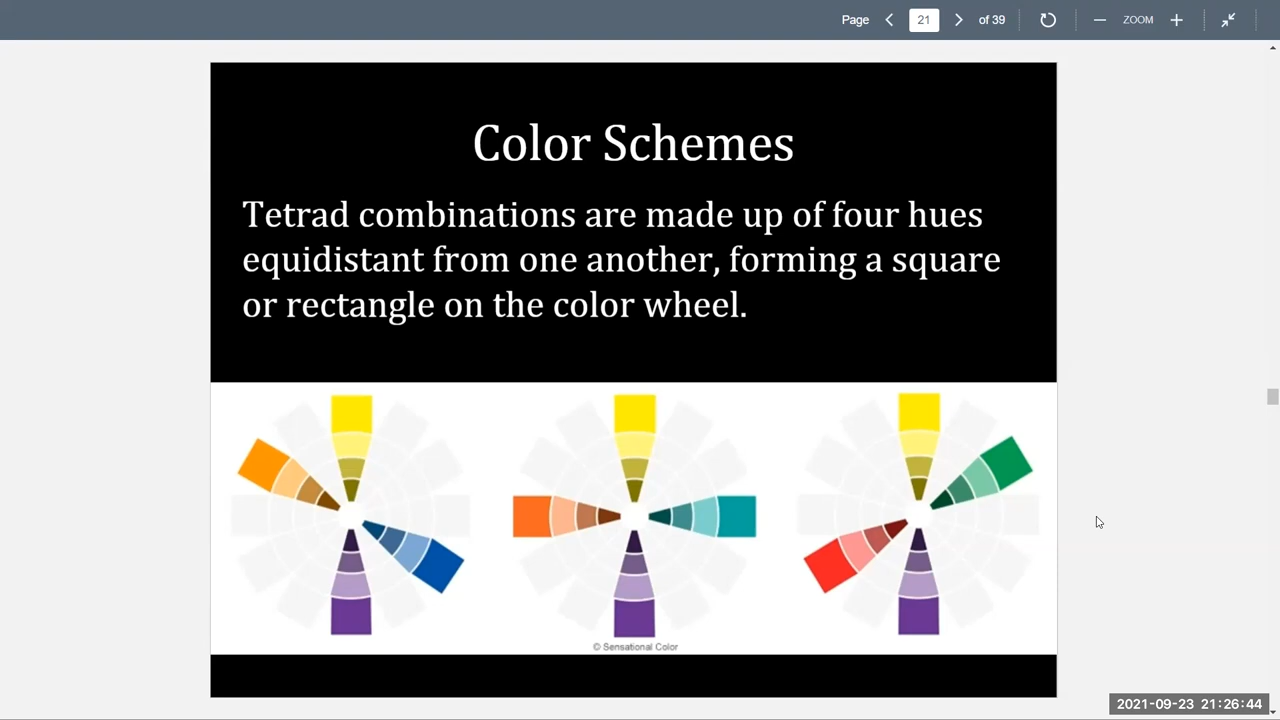 Page 21 of 39 ZOOM
Color Schemes
Tetrad combinations are made up of four hues
equidistant from one another, forming a square
or rectangle on the color wheel.
© Sensational Color
2021-09-23 21:26:44